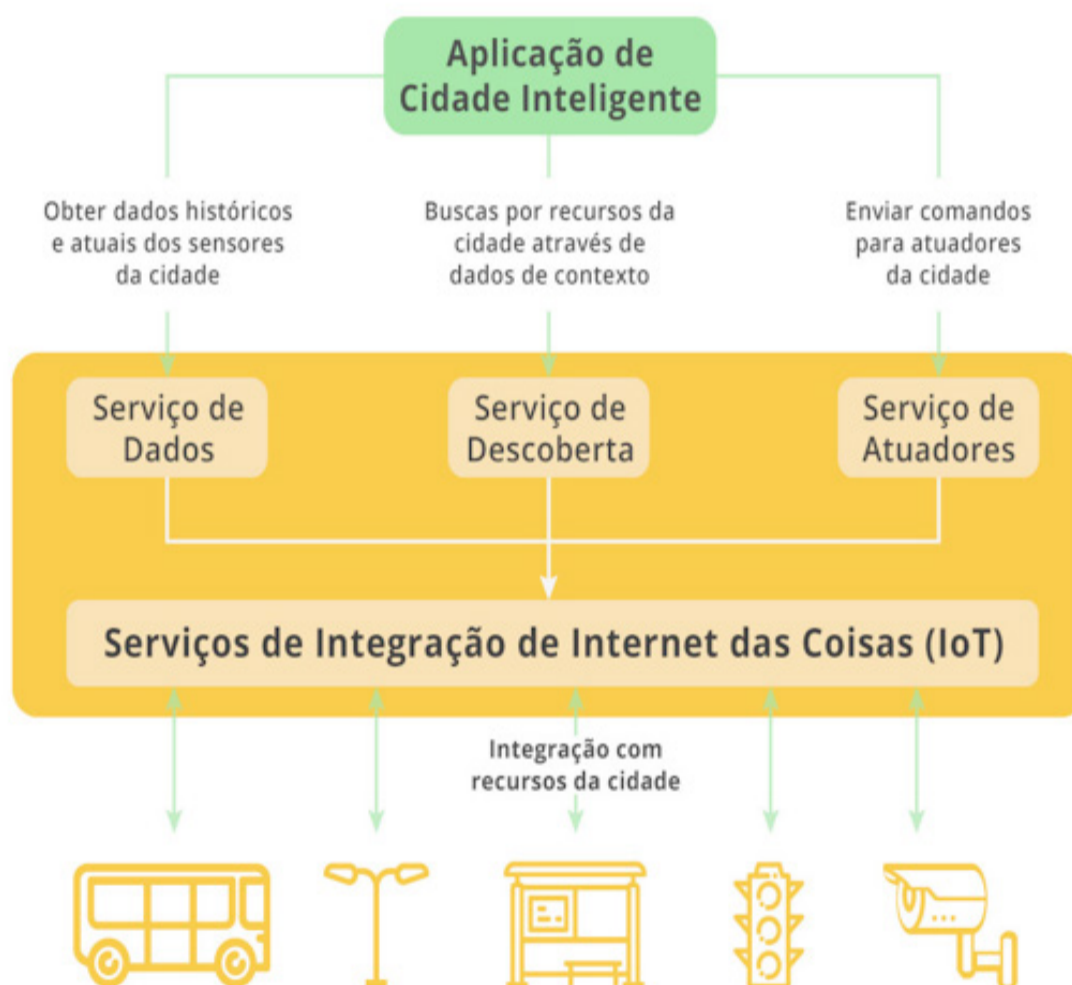 Aplicação de
Cidade Inteligente
Obter dados históricos
e atuais dos sensores
da cidade
Buscas por recursos da
cidade através de
dados de contexto
Enviar comandos
para atuadores
da cidade
Serviço de
Dados
Serviço de
Descoberta
Serviço de
Atuadores
Serviços de Integração de Internet das Coisas (IoT)
Integração com
recursos da cidade